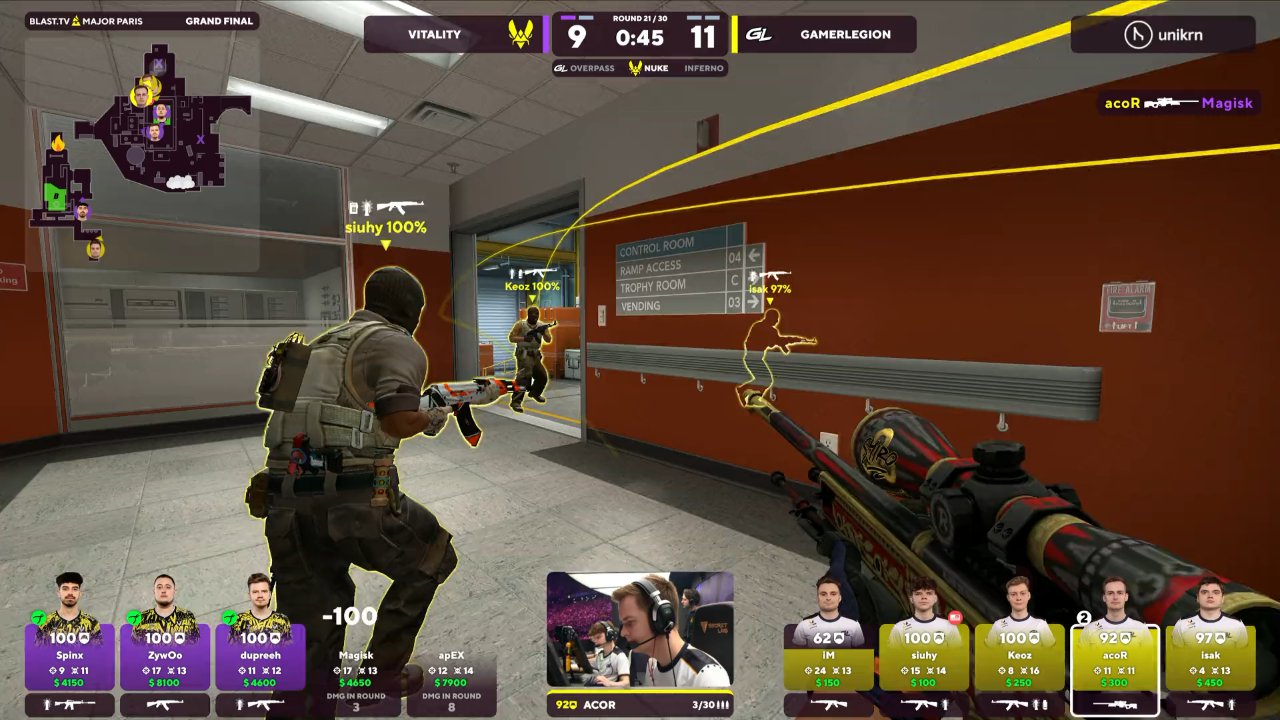 BLAST.TV MAJOR PARIS GRAND FINAL
VITALITY 9 ROUND 21 / 30 0:45 11 GL GAMERLEGION
unikrn
GL OVERPASS NUKE INFERNO
acoR Magisk
siuhy 100%
Keoz 100%
isak 97%
CONTROL ROOM 04
RAMP ACCESS
TROPHY ROOM C
VENDING 03
FIRE ALARM
-100
100 100 100
Spinx ZywOo dupreeh Magisk apEX
9 11 17 13 11 12 17 13 12 14
$4150 $8100 $4600 $4650 $7900
DMG IN ROUND DMG IN ROUND
3 8
SECRET LAB
92 ACOR 3/30
2
62 100 100 92 97
iM siuhy Keoz acoR isak
24 13 15 14 8 16 11 11 4 13
$150 $100 $250 $300 $450